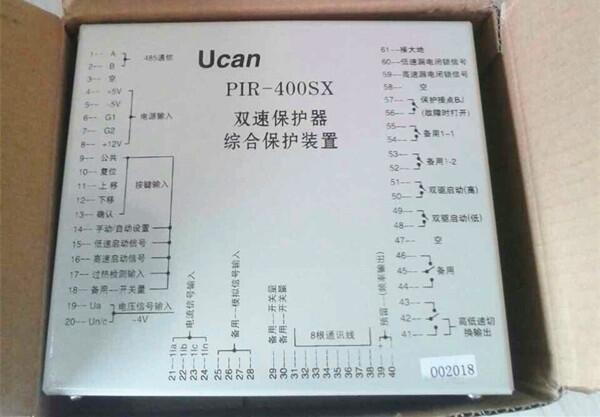 Ucan
PIR-400SX
双速保护器
综合保护装置
1-- A
2-- B
485通信
3-- 空
4-- +5V
5-- -5V
6-- G1
7-- G2
8-- +12V
电源输入
9-- 公共
10-- 复位
11-- 上移
12-- 下移
13-- 确认
按键输入
14-- 手动/自动设置
15-- 低速启动信号
16-- 高速启动信号
17-- 过热检测输入
18-- 备用--开关量
19-- Ua
20-- Un/c
电压信号输入
~4V
21--Ia
22--Ib
23--Ic
24--In
电流信号输入
25--
26--
27--
28--
备用--模拟信号输入
29-- 备用--开关量
30-- 备用--开关量
31
32
33
34
35
36
37
38
8根通讯线
39
40
预留--(频率输出)
61-- 接大地
60-- 低速漏电闭锁信号
59-- 高速漏电闭锁信号
58-- 空
57--
56--
保护接点BJ
(故障时打开)
55--
54--
备用1-1
53--
52--
备用1-2
51--
50--
双驱启动(高)
49--
48--
双驱启动(低)
47-- 空
46--
45--
44--
备用
43--
42--
41--
高低速切
换输出
002018